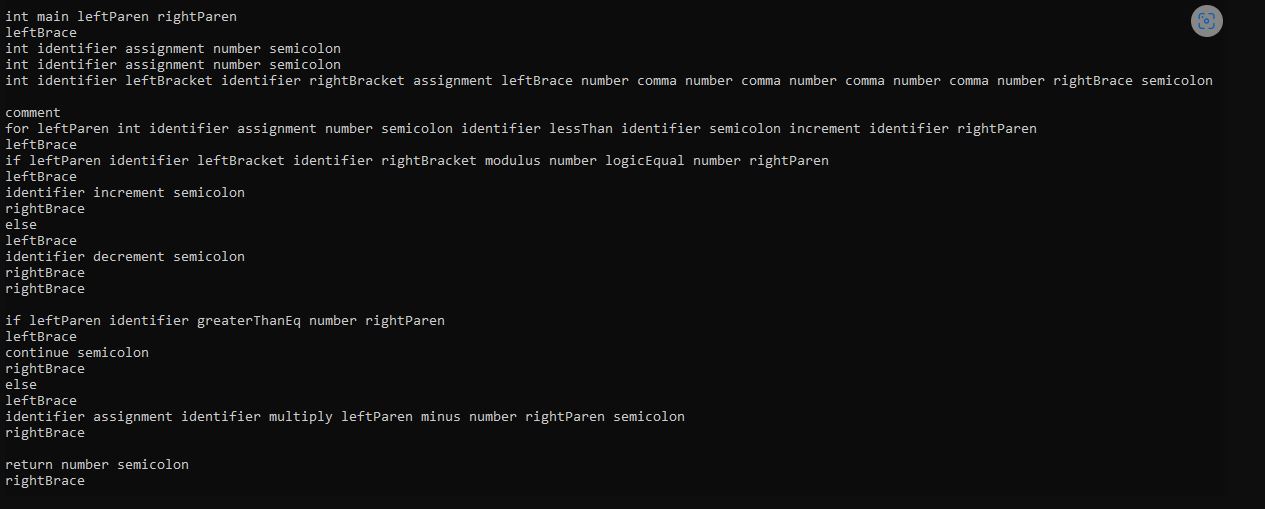 int main leftParen rightParen
leftBrace
int identifier assignment number semicolon
int identifier assignment number semicolon
int identifier leftBracket identifier rightBracket assignment leftBrace number comma number comma number comma number comma number rightBrace semicolon
comment
for leftParen int identifier assignment number semicolon identifier lessThan identifier semicolon increment identifier rightParen
leftBrace
if leftParen identifier leftBracket identifier rightBracket modulus number logicEqual number rightParen
leftBrace
identifier increment semicolon
rightBrace
else
leftBrace
identifier decrement semicolon
rightBrace
rightBrace
if leftParen identifier greaterThanEq number rightParen
leftBrace
continue semicolon
rightBrace
else
leftBrace
identifier assignment identifier multiply leftParen minus number rightParen semicolon
rightBrace
return number semicolon
rightBrace